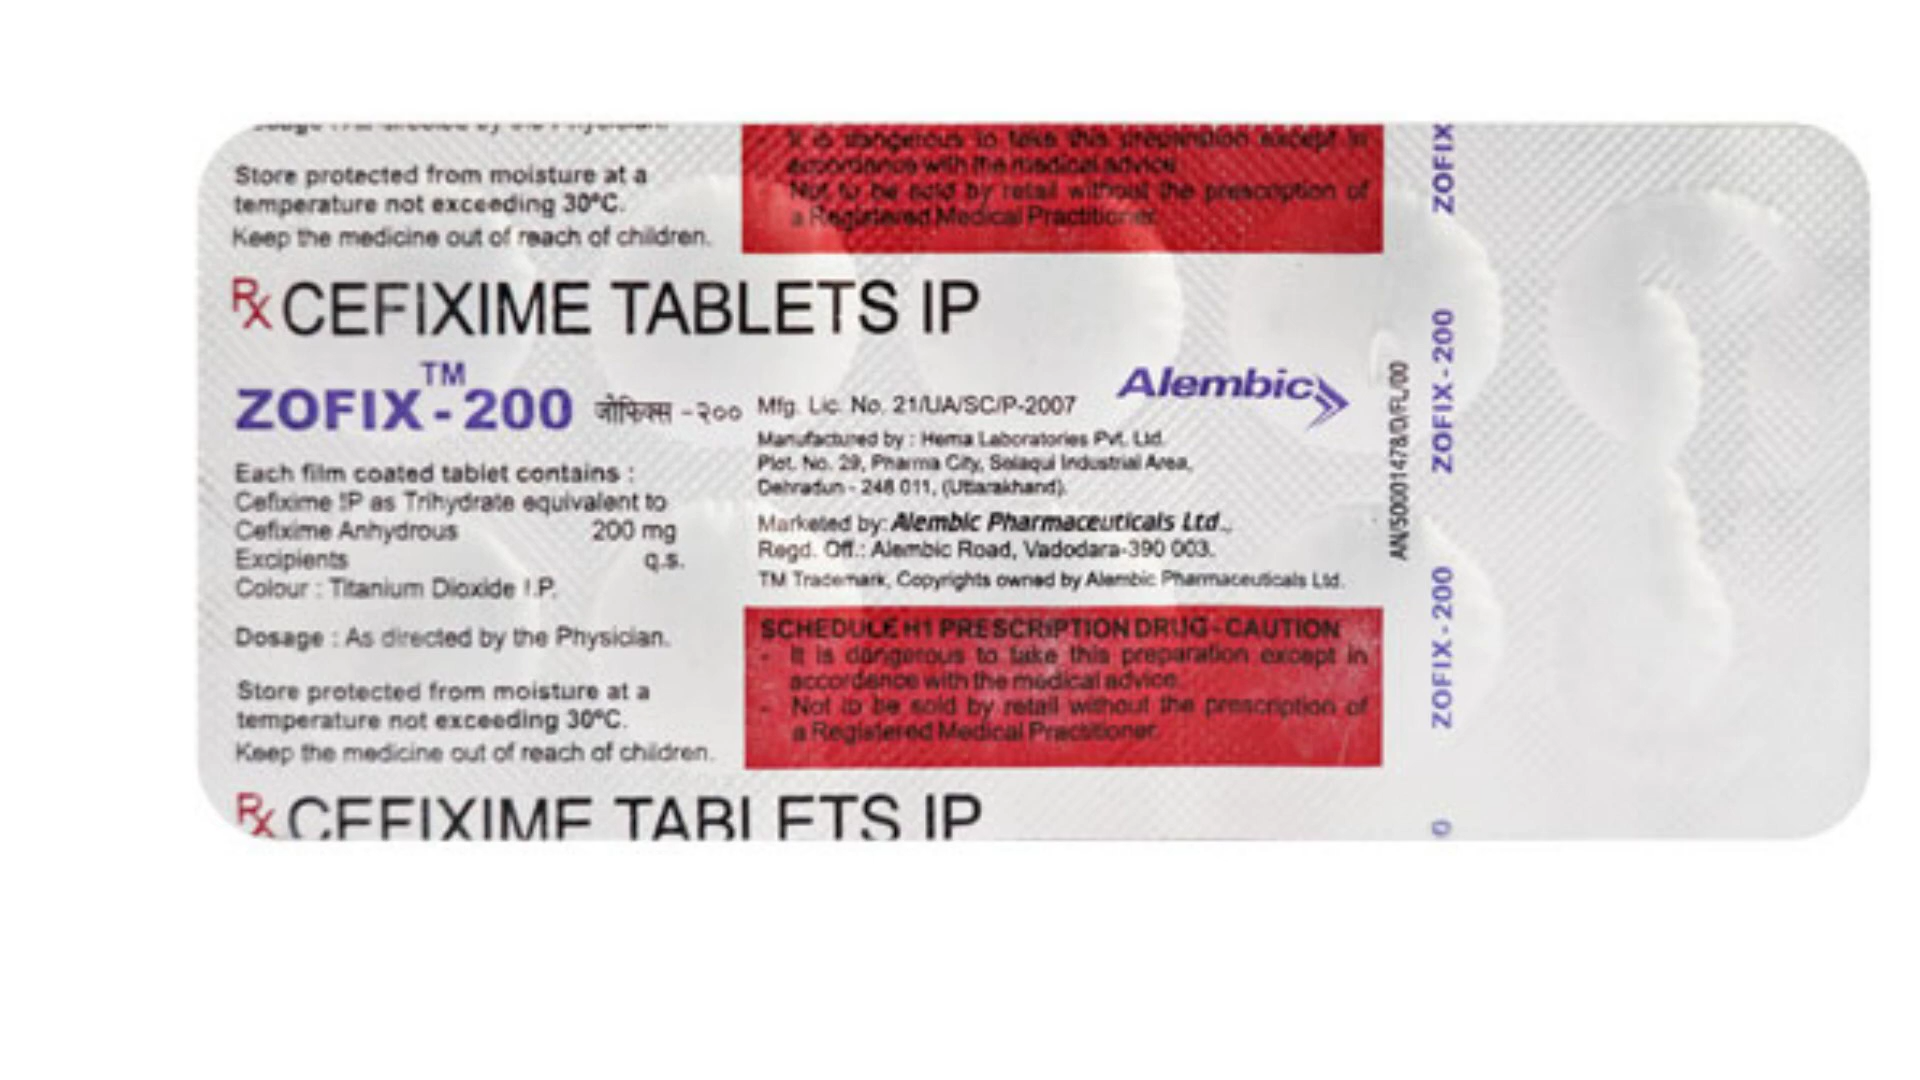 Store protected from moisture at a
temperature not exceeding 30°C.
Keep the medicine out of reach of children.
It is dangerous to take this preparation except in
accordance with the medical advice
Not to be sold by retail without the prescription of
a Registered Medical Practitioner.
Rx CEFIXIME TABLETS IP
ZOFIX™-200 जोफिक्स -२००
Each film coated tablet contains :
Cefixime IP as Trihydrate equivalent to
Cefixime Anhydrous 200 mg
Excipients q.s.
Colour : Titanium Dioxide I.P.
Dosage : As directed by the Physician.
Store protected from moisture at a
temperature not exceeding 30°C.
Keep the medicine out of reach of children.
Alembic
Mfg. Lic. No. 21/UA/SC/P-2007
Manufactured by : Hema Laboratories Pvt. Ltd.
Plot. No. 29, Pharma City, Selaqui Industrial Area,
Dehradun - 248 011, (Uttarakhand).
Marketed by: Alembic Pharmaceuticals Ltd.,
Regd. Off.: Alembic Road, Vadodara-390 003.
TM Trademark, Copyrights owned by Alembic Pharmaceuticals Ltd.
SCHEDULE H1 PRESCRIPTION DRUG - CAUTION
- It is dangerous to take this preparation except in
accordance with the medical advice.
- Not to be sold by retail without the prescription of
a Registered Medical Practitioner.
Rx CEFIXIME TABLETS IP
AN/50001478/D/FL/00
ZOFIX
ZOFIX-200
ZOFIX-200
0